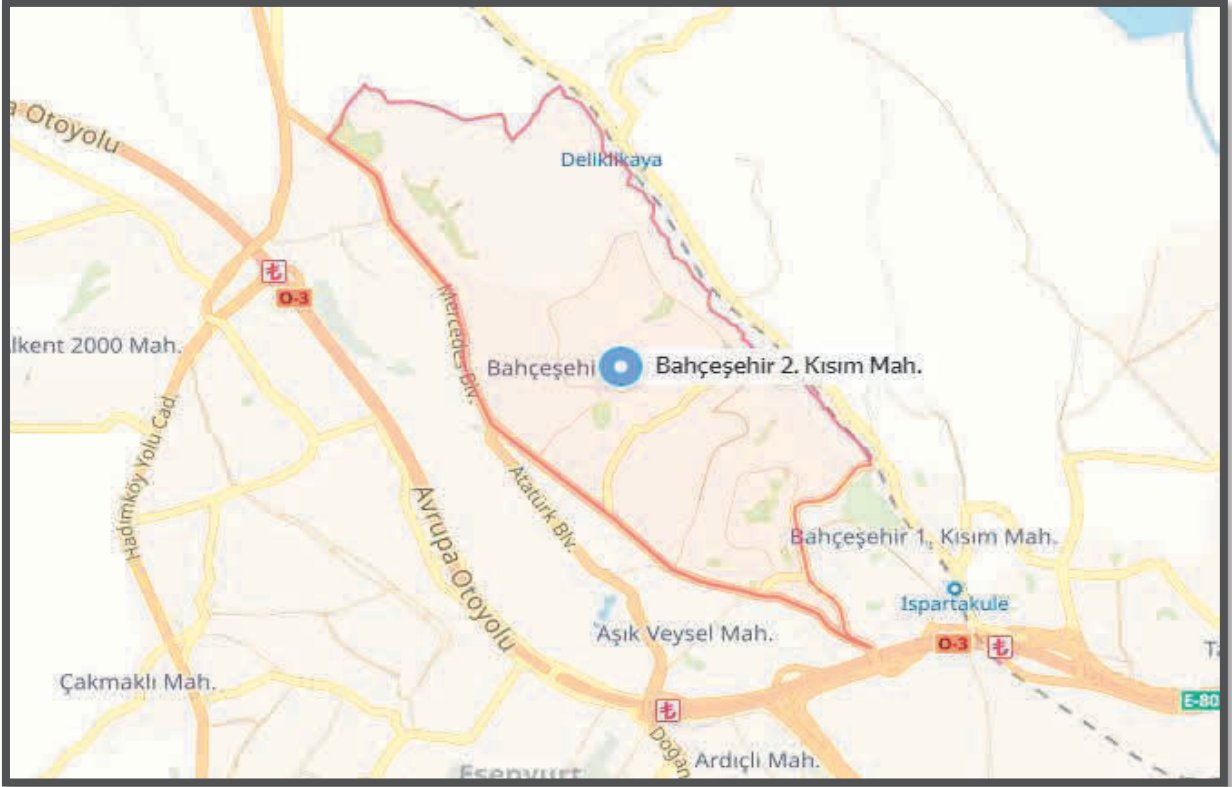 a Otoyolu
Deliklikaya
O-3
lkent 2000 Mah.
Mercedes Blv.
Bahçeşehi
Bahçeşehir 2. Kısım Mah.
Hadımköy Yolu Cad.
Avrupa Otoyolu
Atatürk Blv.
Bahçeşehir 1. Kısım Mah.
Ispartakule
Aşık Veysel Mah.
O-3
Çakmaklı Mah.
E-80
Doğan
Ardıçlı Mah.
Esenyurt